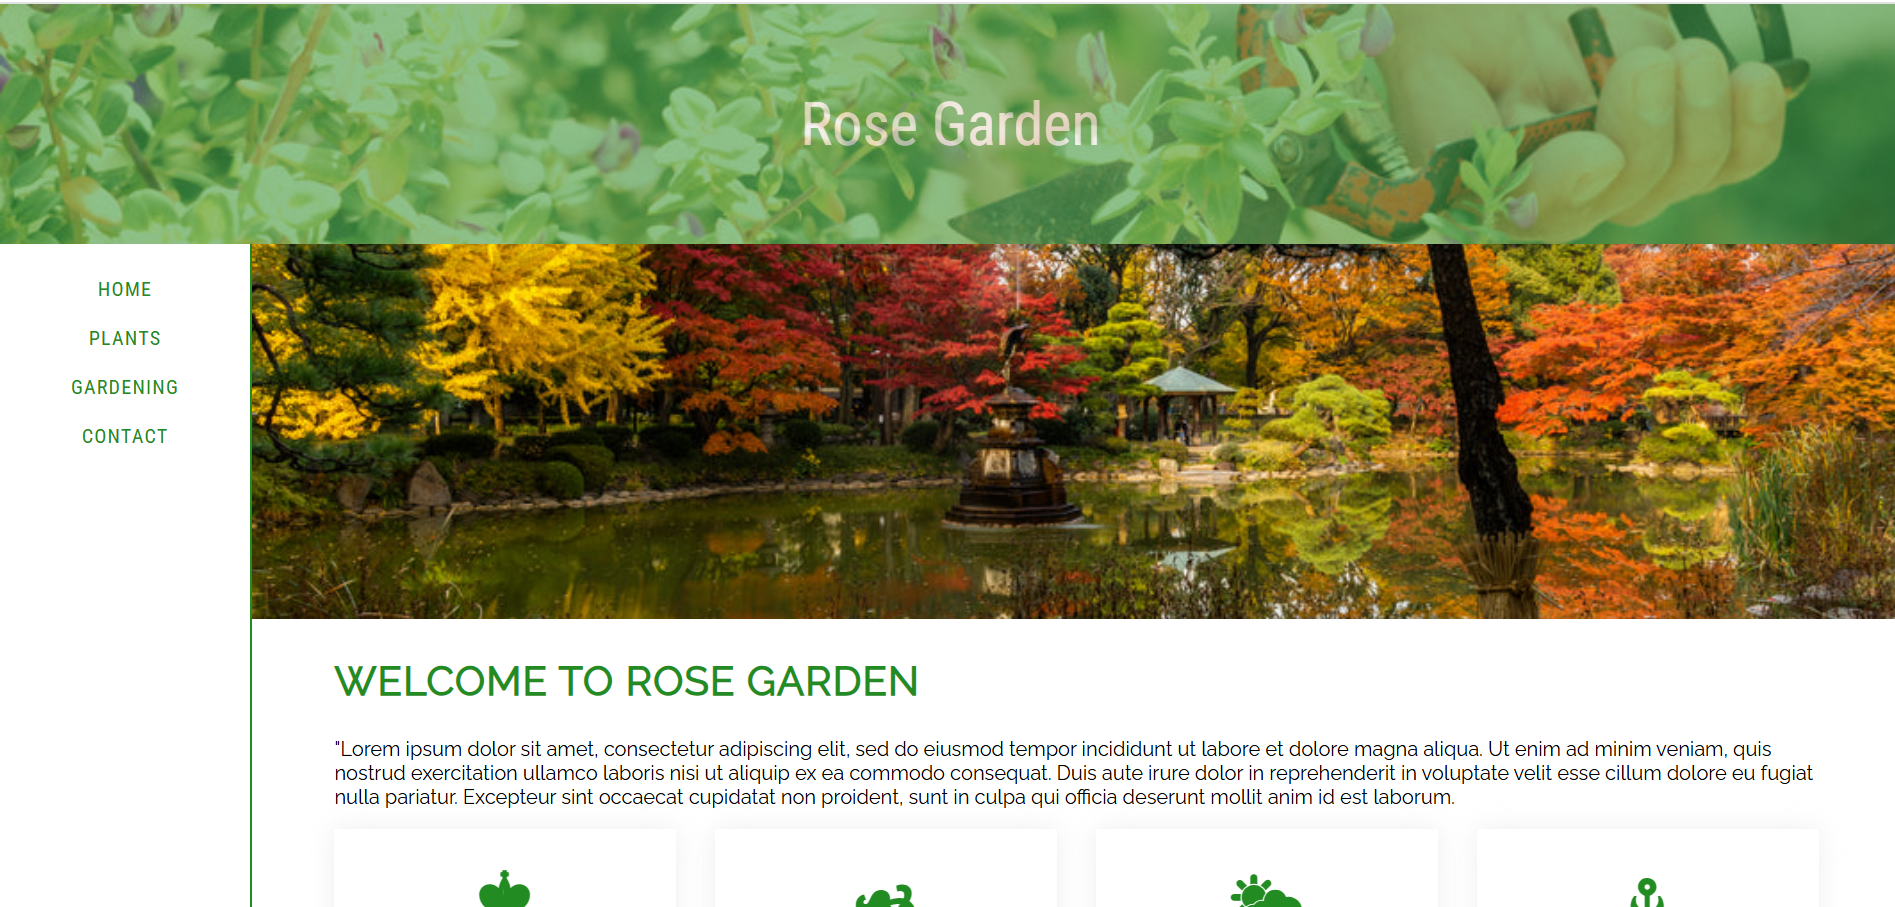 Rose Garden
HOME
PLANTS
GARDENING
CONTACT
WELCOME TO ROSE GARDEN
"Lorem ipsum dolor sit amet, consectetur adipiscing elit, sed do eiusmod tempor incididunt ut labore et dolore magna aliqua. Ut enim ad minim veniam, quis
nostrud exercitation ullamco laboris nisi ut aliquip ex ea commodo consequat. Duis aute irure dolor in reprehenderit in voluptate velit esse cillum dolore eu fugiat
nulla pariatur. Excepteur sint occaecat cupidatat non proident, sunt in culpa qui officia deserunt mollit anim id est laborum.